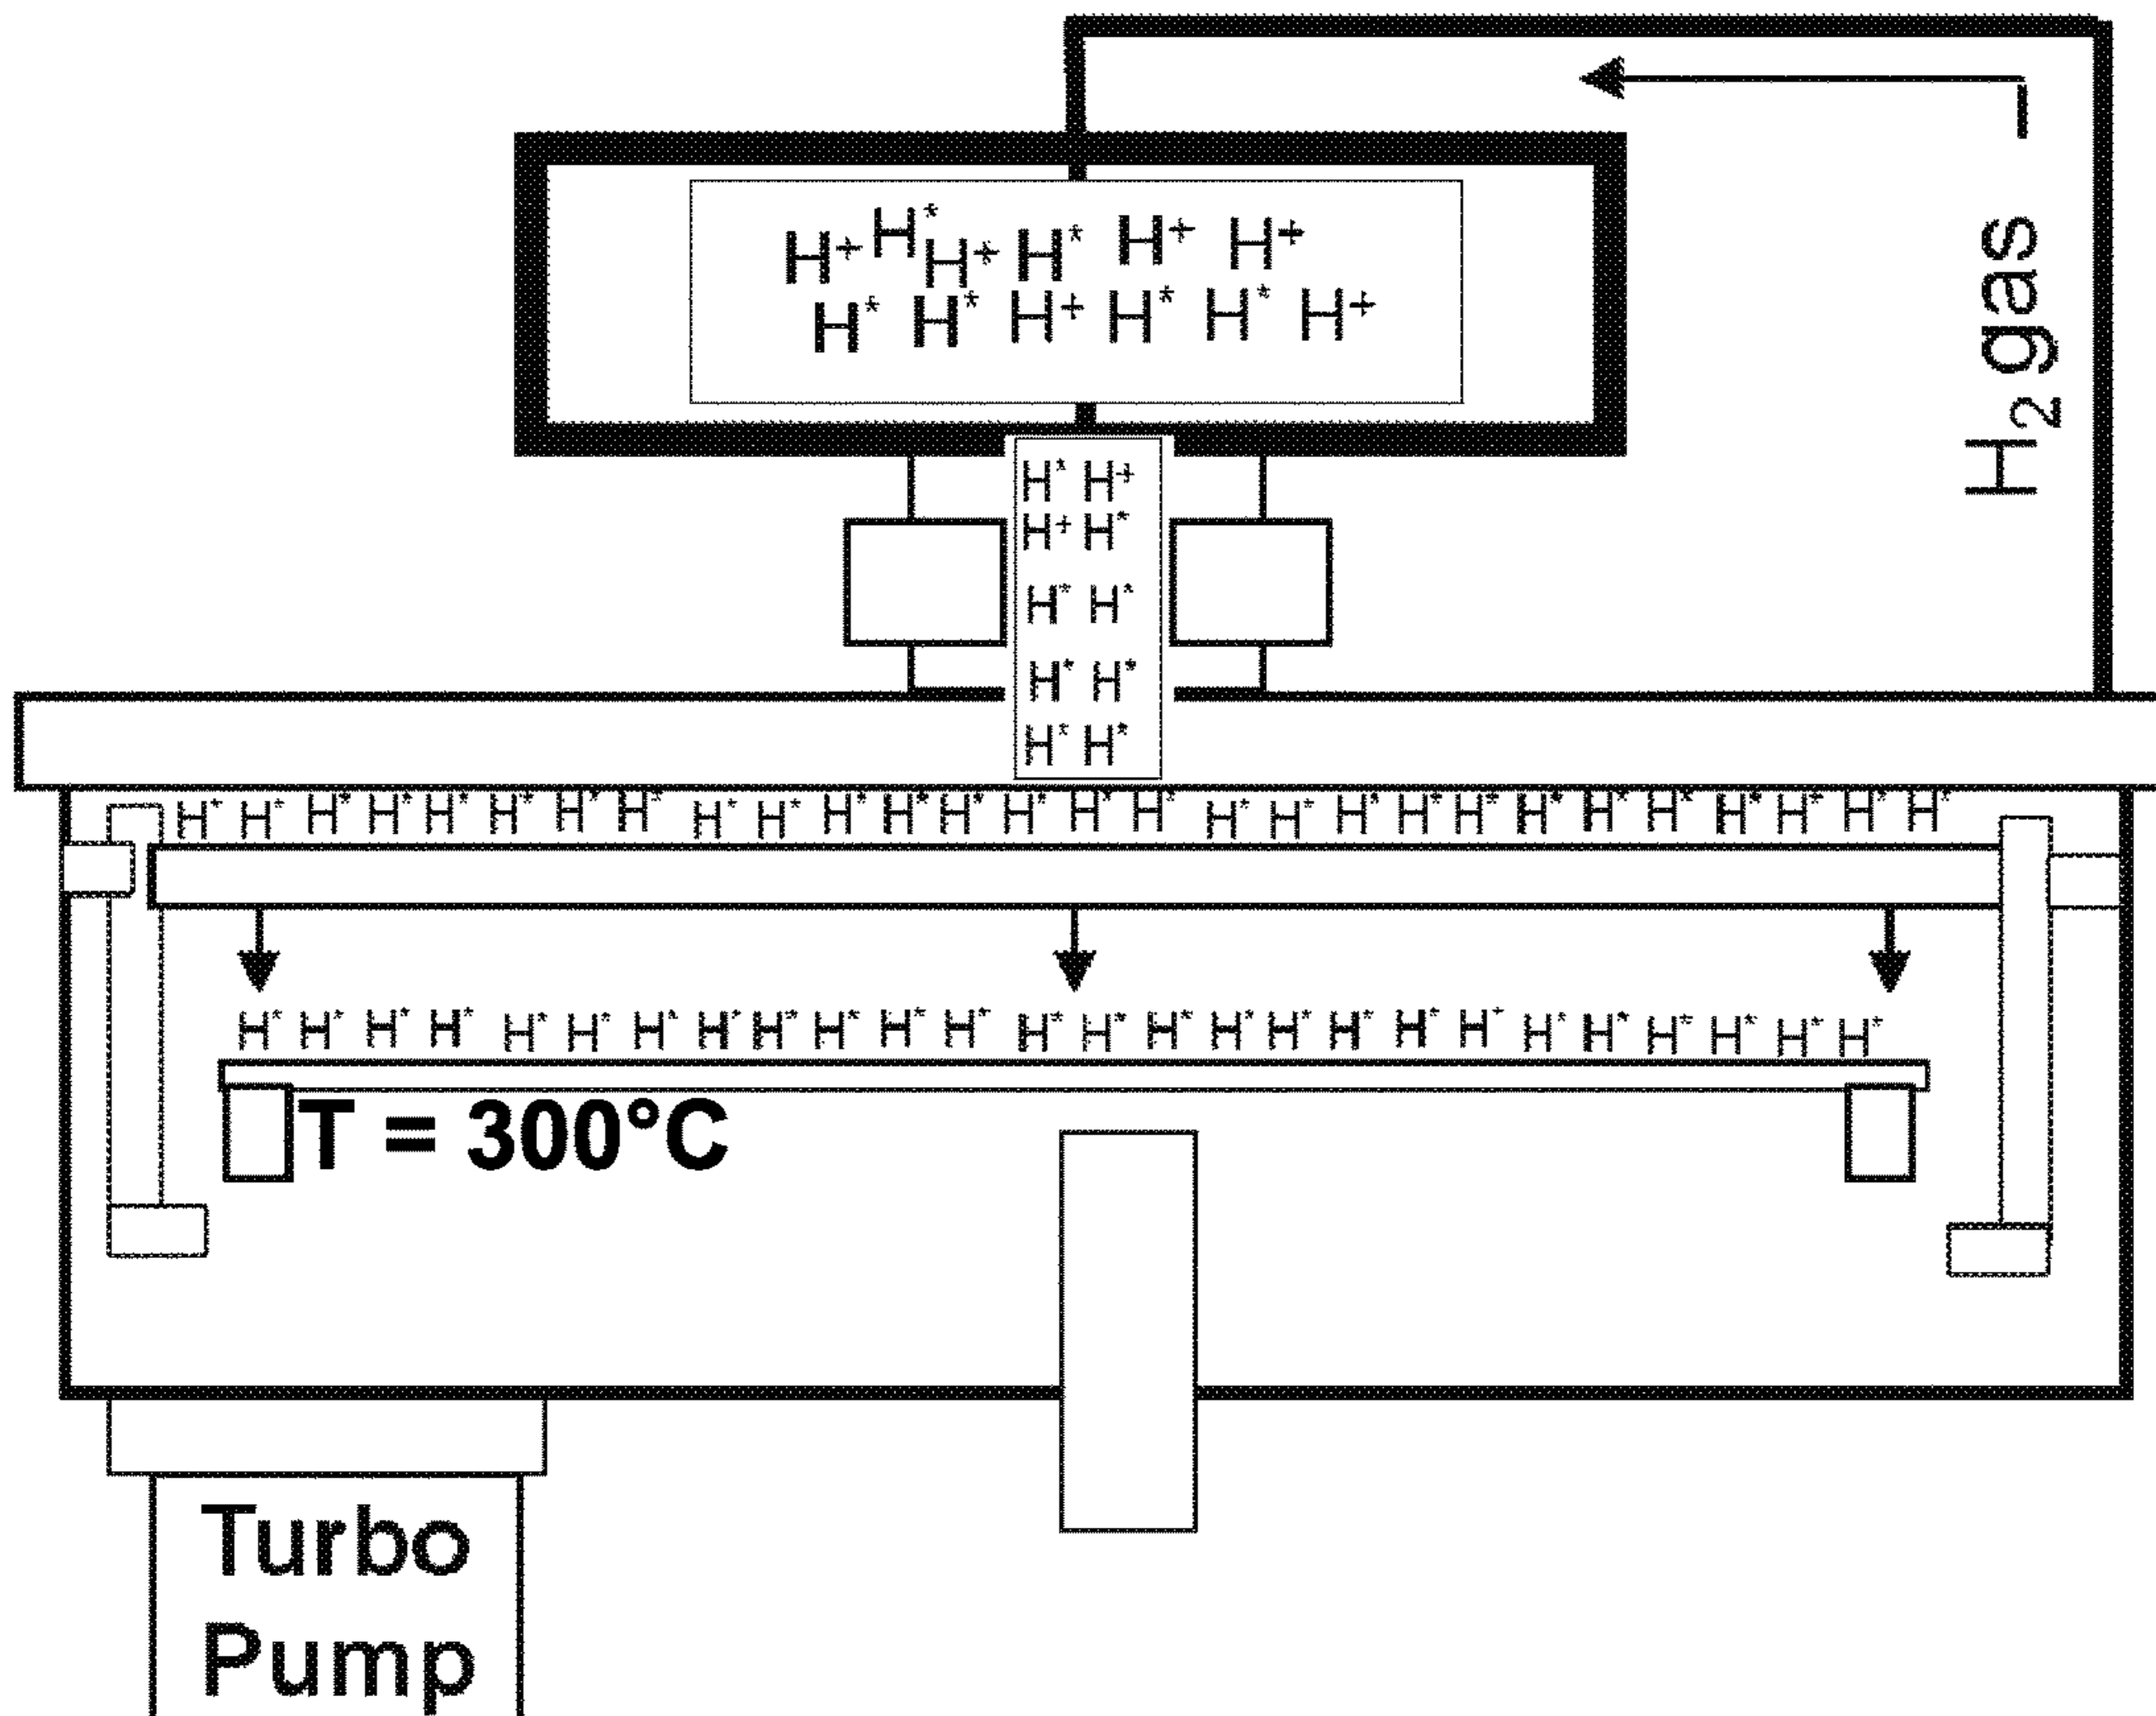 H₂ gas
H⁺ H* H⁺ H* H⁺ H⁺
H* H* H⁺ H* H* H⁺
H* H⁺
H⁺ H*
H* H*
H* H*
H* H*
H* H* H* H* H* H* H* H* H* H* H* H* H* H* H* H* H* H* H* H* H* H* H* H* H* H* H* H*
H* H* H* H* H* H* H* H* H* H* H* H* H* H* H* H* H* H* H* H* H* H* H* H* H* H*
T = 300°C
Turbo
Pump